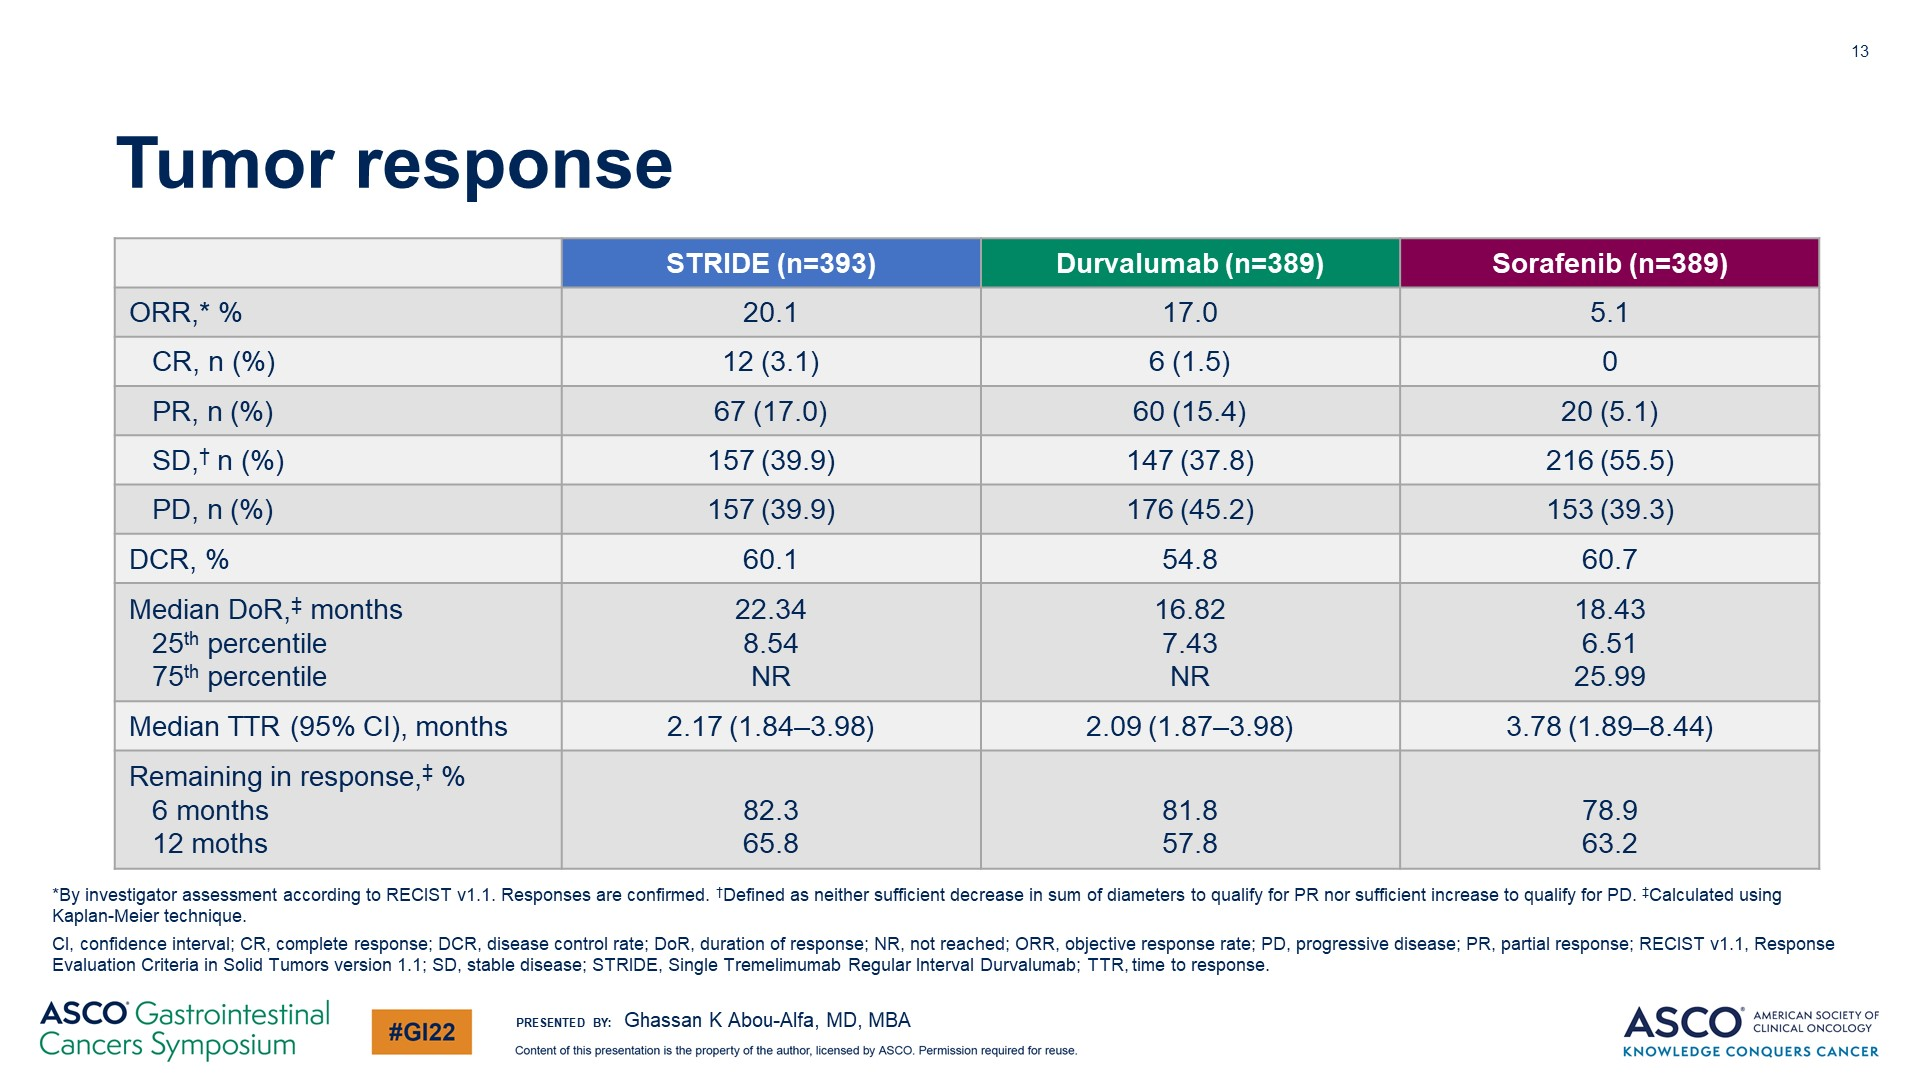 13
Tumor response
STRIDE (n=393) Durvalumab (n=389) Sorafenib (n=389)
ORR,* % 20.1 17.0 5.1
CR, n (%) 12 (3.1) 6 (1.5) 0
PR, n (%) 67 (17.0) 60 (15.4) 20 (5.1)
SD,† n (%) 157 (39.9) 147 (37.8) 216 (55.5)
PD, n (%) 157 (39.9) 176 (45.2) 153 (39.3)
DCR, % 60.1 54.8 60.7
Median DoR,‡ months 22.34 16.82 18.43
25th percentile 8.54 7.43 6.51
75th percentile NR NR 25.99
Median TTR (95% CI), months 2.17 (1.84–3.98) 2.09 (1.87–3.98) 3.78 (1.89–8.44)
Remaining in response,‡ %
6 months 82.3 81.8 78.9
12 moths 65.8 57.8 63.2
*By investigator assessment according to RECIST v1.1. Responses are confirmed. †Defined as neither sufficient decrease in sum of diameters to qualify for PR nor sufficient increase to qualify for PD. ‡Calculated using
Kaplan-Meier technique.
CI, confidence interval; CR, complete response; DCR, disease control rate; DoR, duration of response; NR, not reached; ORR, objective response rate; PD, progressive disease; PR, partial response; RECIST v1.1, Response
Evaluation Criteria in Solid Tumors version 1.1; SD, stable disease; STRIDE, Single Tremelimumab Regular Interval Durvalumab; TTR, time to response.
ASCO Gastrointestinal
Cancers Symposium
#GI22
PRESENTED BY: Ghassan K Abou-Alfa, MD, MBA
Content of this presentation is the property of the author, licensed by ASCO. Permission required for reuse.
ASCO AMERICAN SOCIETY OF
CLINICAL ONCOLOGY
KNOWLEDGE CONQUERS CANCER